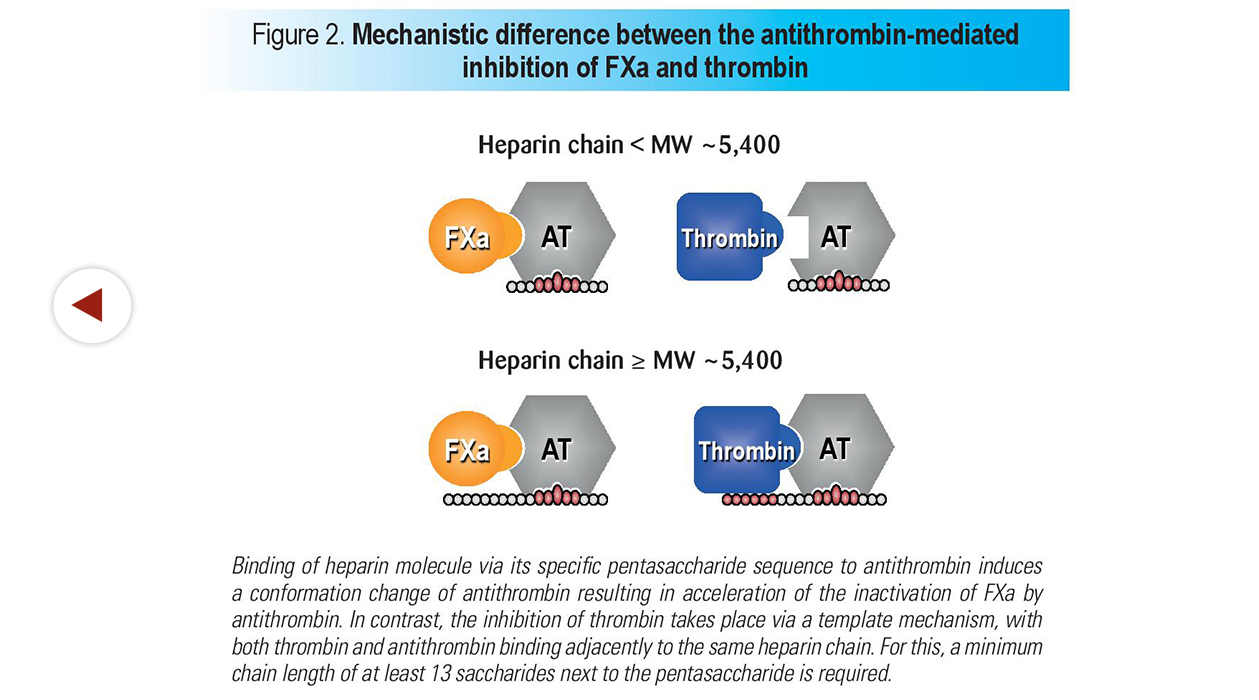 Figure 2. Mechanistic difference between the antithrombin-mediated
inhibition of FXa and thrombin
Heparin chain < MW ~5,400
FXa AT Thrombin AT
Heparin chain ≥ MW ~5,400
FXa AT Thrombin AT
Binding of heparin molecule via its specific pentasaccharide sequence to antithrombin induces
a conformation change of antithrombin resulting in acceleration of the inactivation of FXa by
antithrombin. In contrast, the inhibition of thrombin takes place via a template mechanism, with
both thrombin and antithrombin binding adjacently to the same heparin chain. For this, a minimum
chain length of at least 13 saccharides next to the pentasaccharide is required.